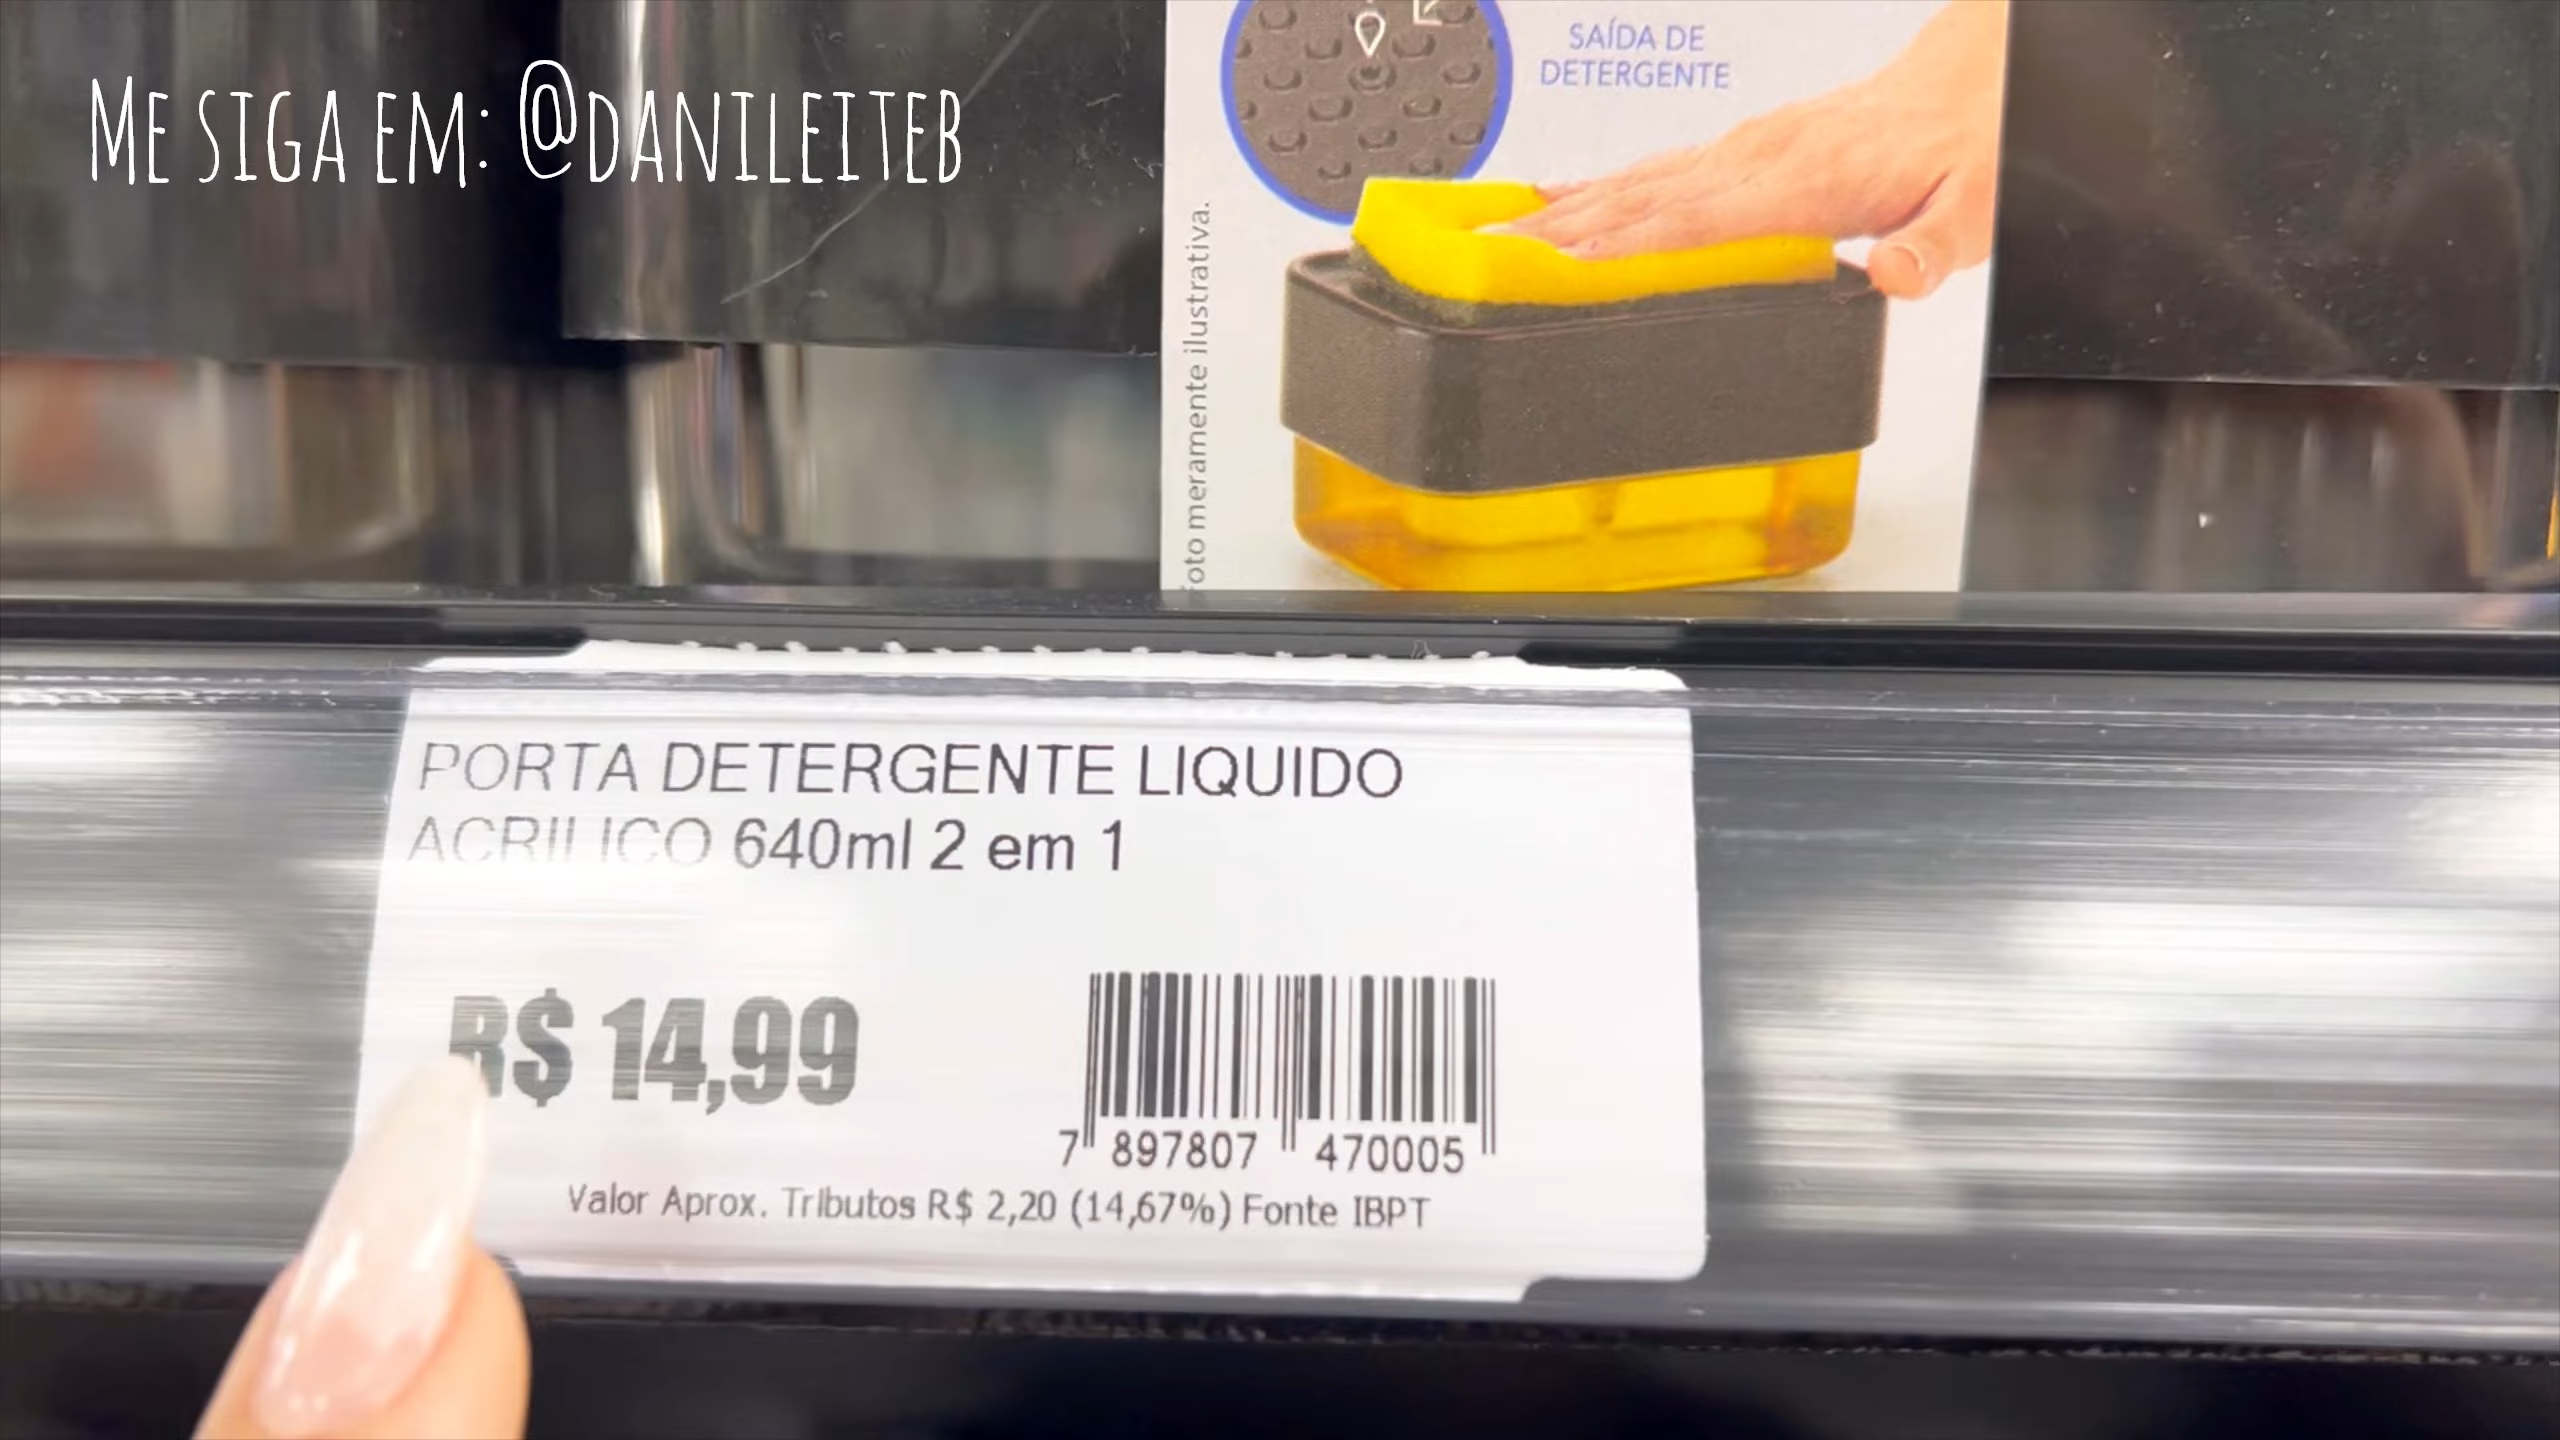 ME SIGA EM: @DANILEITEB
SAÍDA DE
DETERGENTE
Foto meramente ilustrativa.
PORTA DETERGENTE LIQUIDO
ACRILICO 640ml 2 em 1
R$ 14,99
7 897807 470005
Valor Aprox. Tributos R$ 2,20 (14,67%) Fonte IBPT